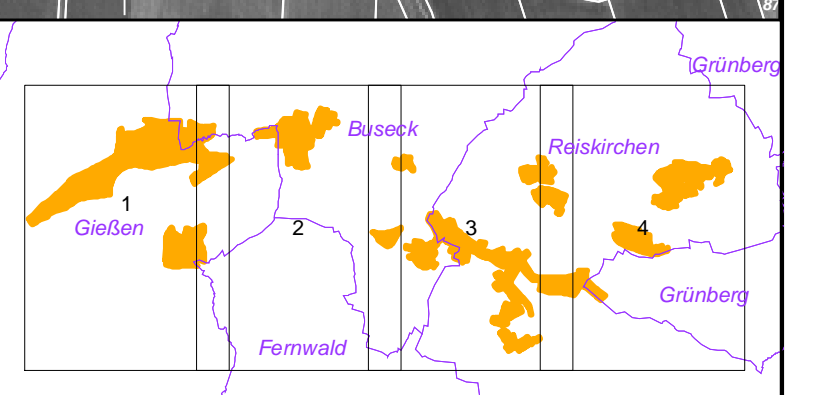 87
Grünberg
Buseck
Reiskirchen
1
Gießen
2
3
4
Grünberg
Fernwald